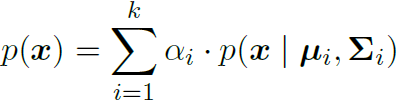 p(𝒙) = ∑_{i=1}^{k} α_i · p(𝒙 | 𝝁_i, 𝚺_i)